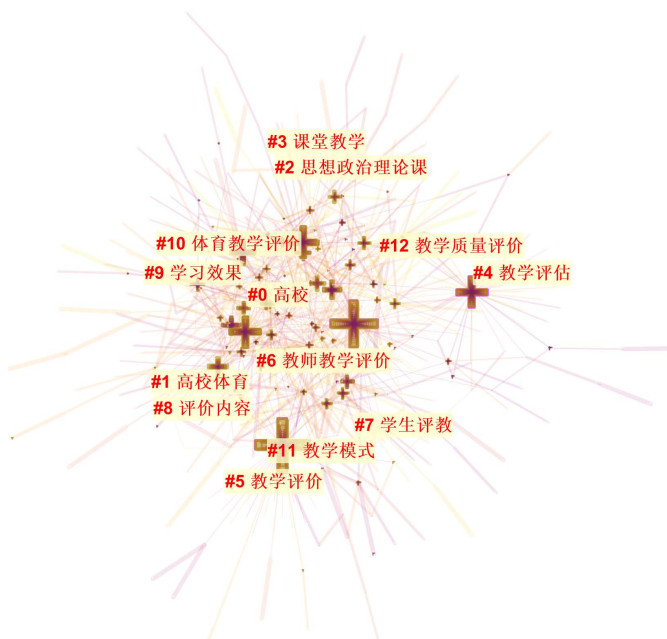 #3 课堂教学
#2 思想政治理论课
#10 体育教学评价
#12 教学质量评价
#9 学习效果
#4 教学评估
#0 高校
#6 教师教学评价
#1 高校体育
#8 评价内容
#7 学生评教
#11 教学模式
#5 教学评价